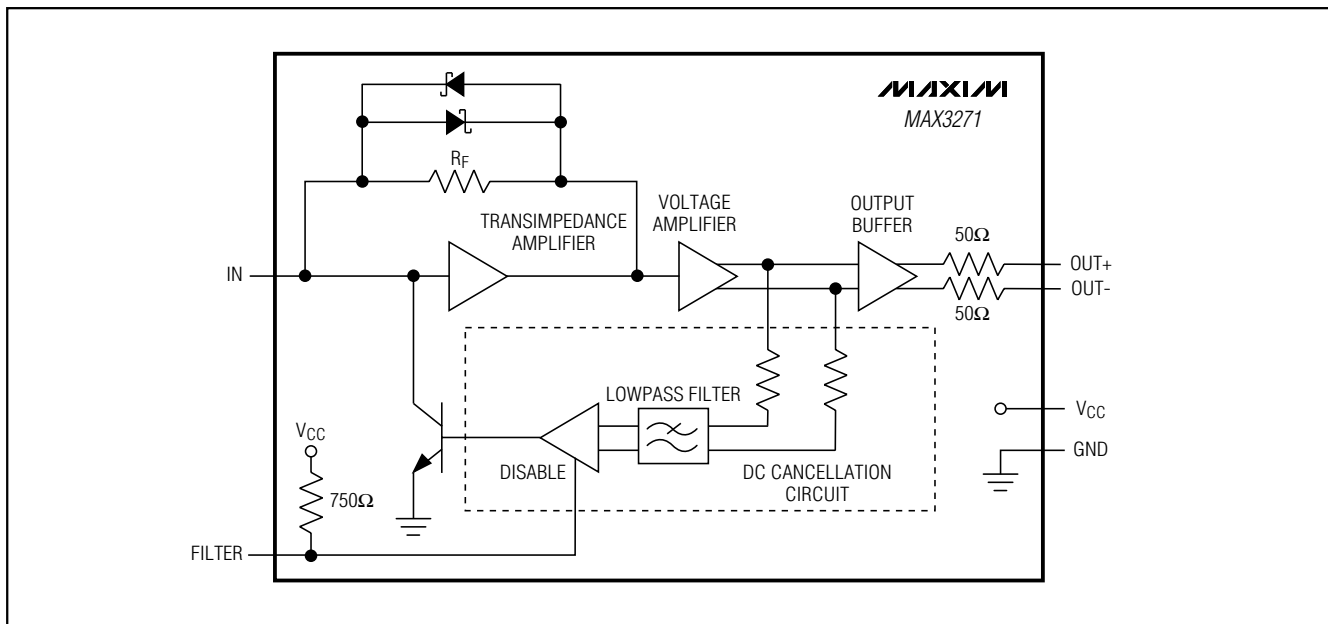 MAXIM
MAX3271
RF
VOLTAGE
AMPLIFIER
OUTPUT
BUFFER
TRANSIMPEDANCE
AMPLIFIER
50Ω
IN
OUT+
OUT-
50Ω
LOWPASS FILTER
VCC
VCC
GND
DISABLE
DC CANCELLATION
CIRCUIT
750Ω
FILTER